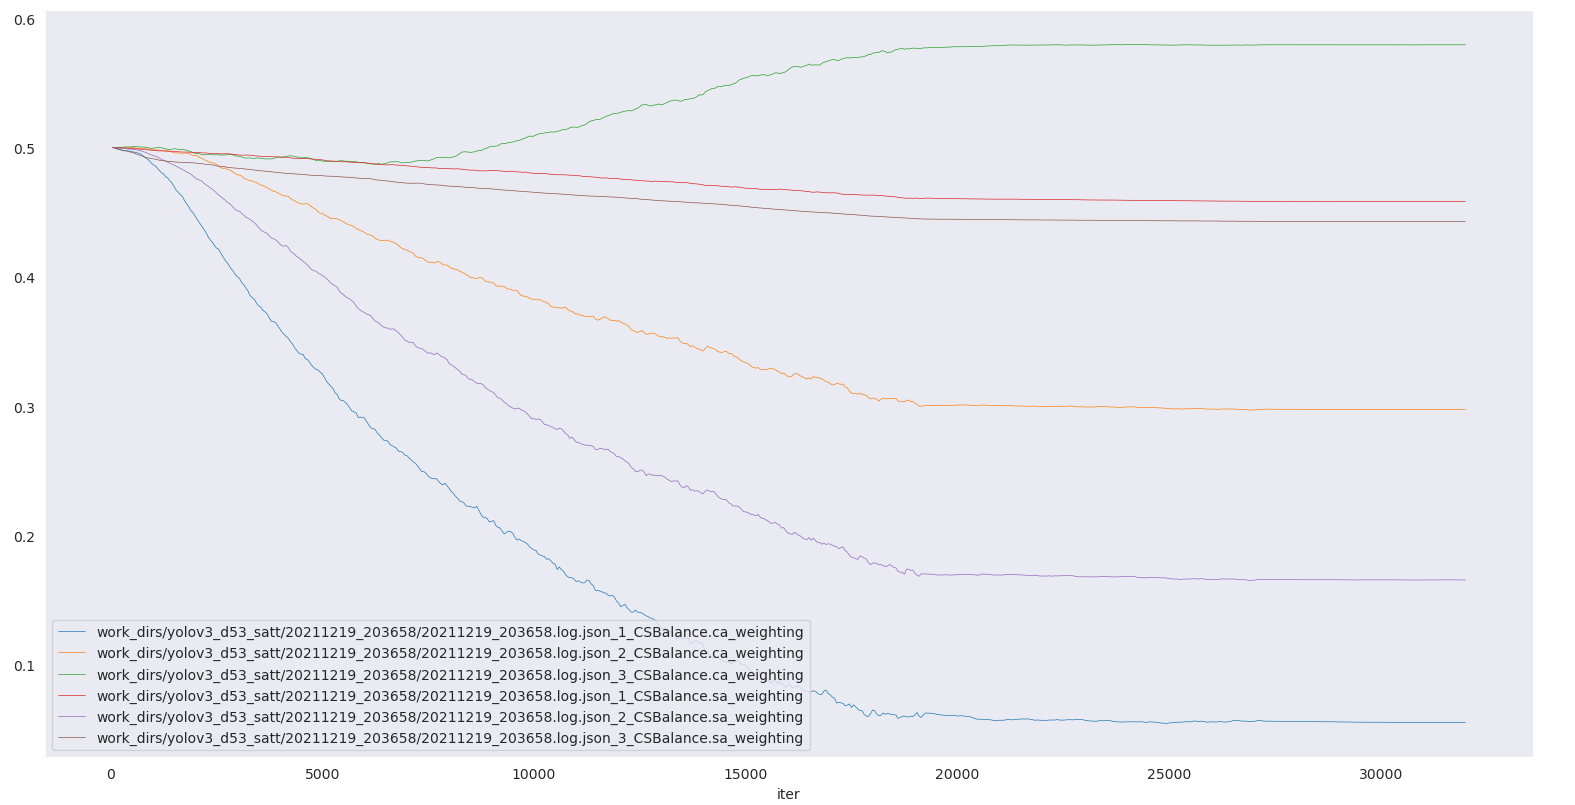 0.6
0.5
0.4
0.3
0.2
0.1
work_dirs/yolov3_d53_satt/20211219_203658/20211219_203658.log.json_1_CSBalance.ca_weighting
work_dirs/yolov3_d53_satt/20211219_203658/20211219_203658.log.json_2_CSBalance.ca_weighting
work_dirs/yolov3_d53_satt/20211219_203658/20211219_203658.log.json_3_CSBalance.ca_weighting
work_dirs/yolov3_d53_satt/20211219_203658/20211219_203658.log.json_1_CSBalance.sa_weighting
work_dirs/yolov3_d53_satt/20211219_203658/20211219_203658.log.json_2_CSBalance.sa_weighting
work_dirs/yolov3_d53_satt/20211219_203658/20211219_203658.log.json_3_CSBalance.sa_weighting
0 5000 10000 15000 20000 25000 30000
iter